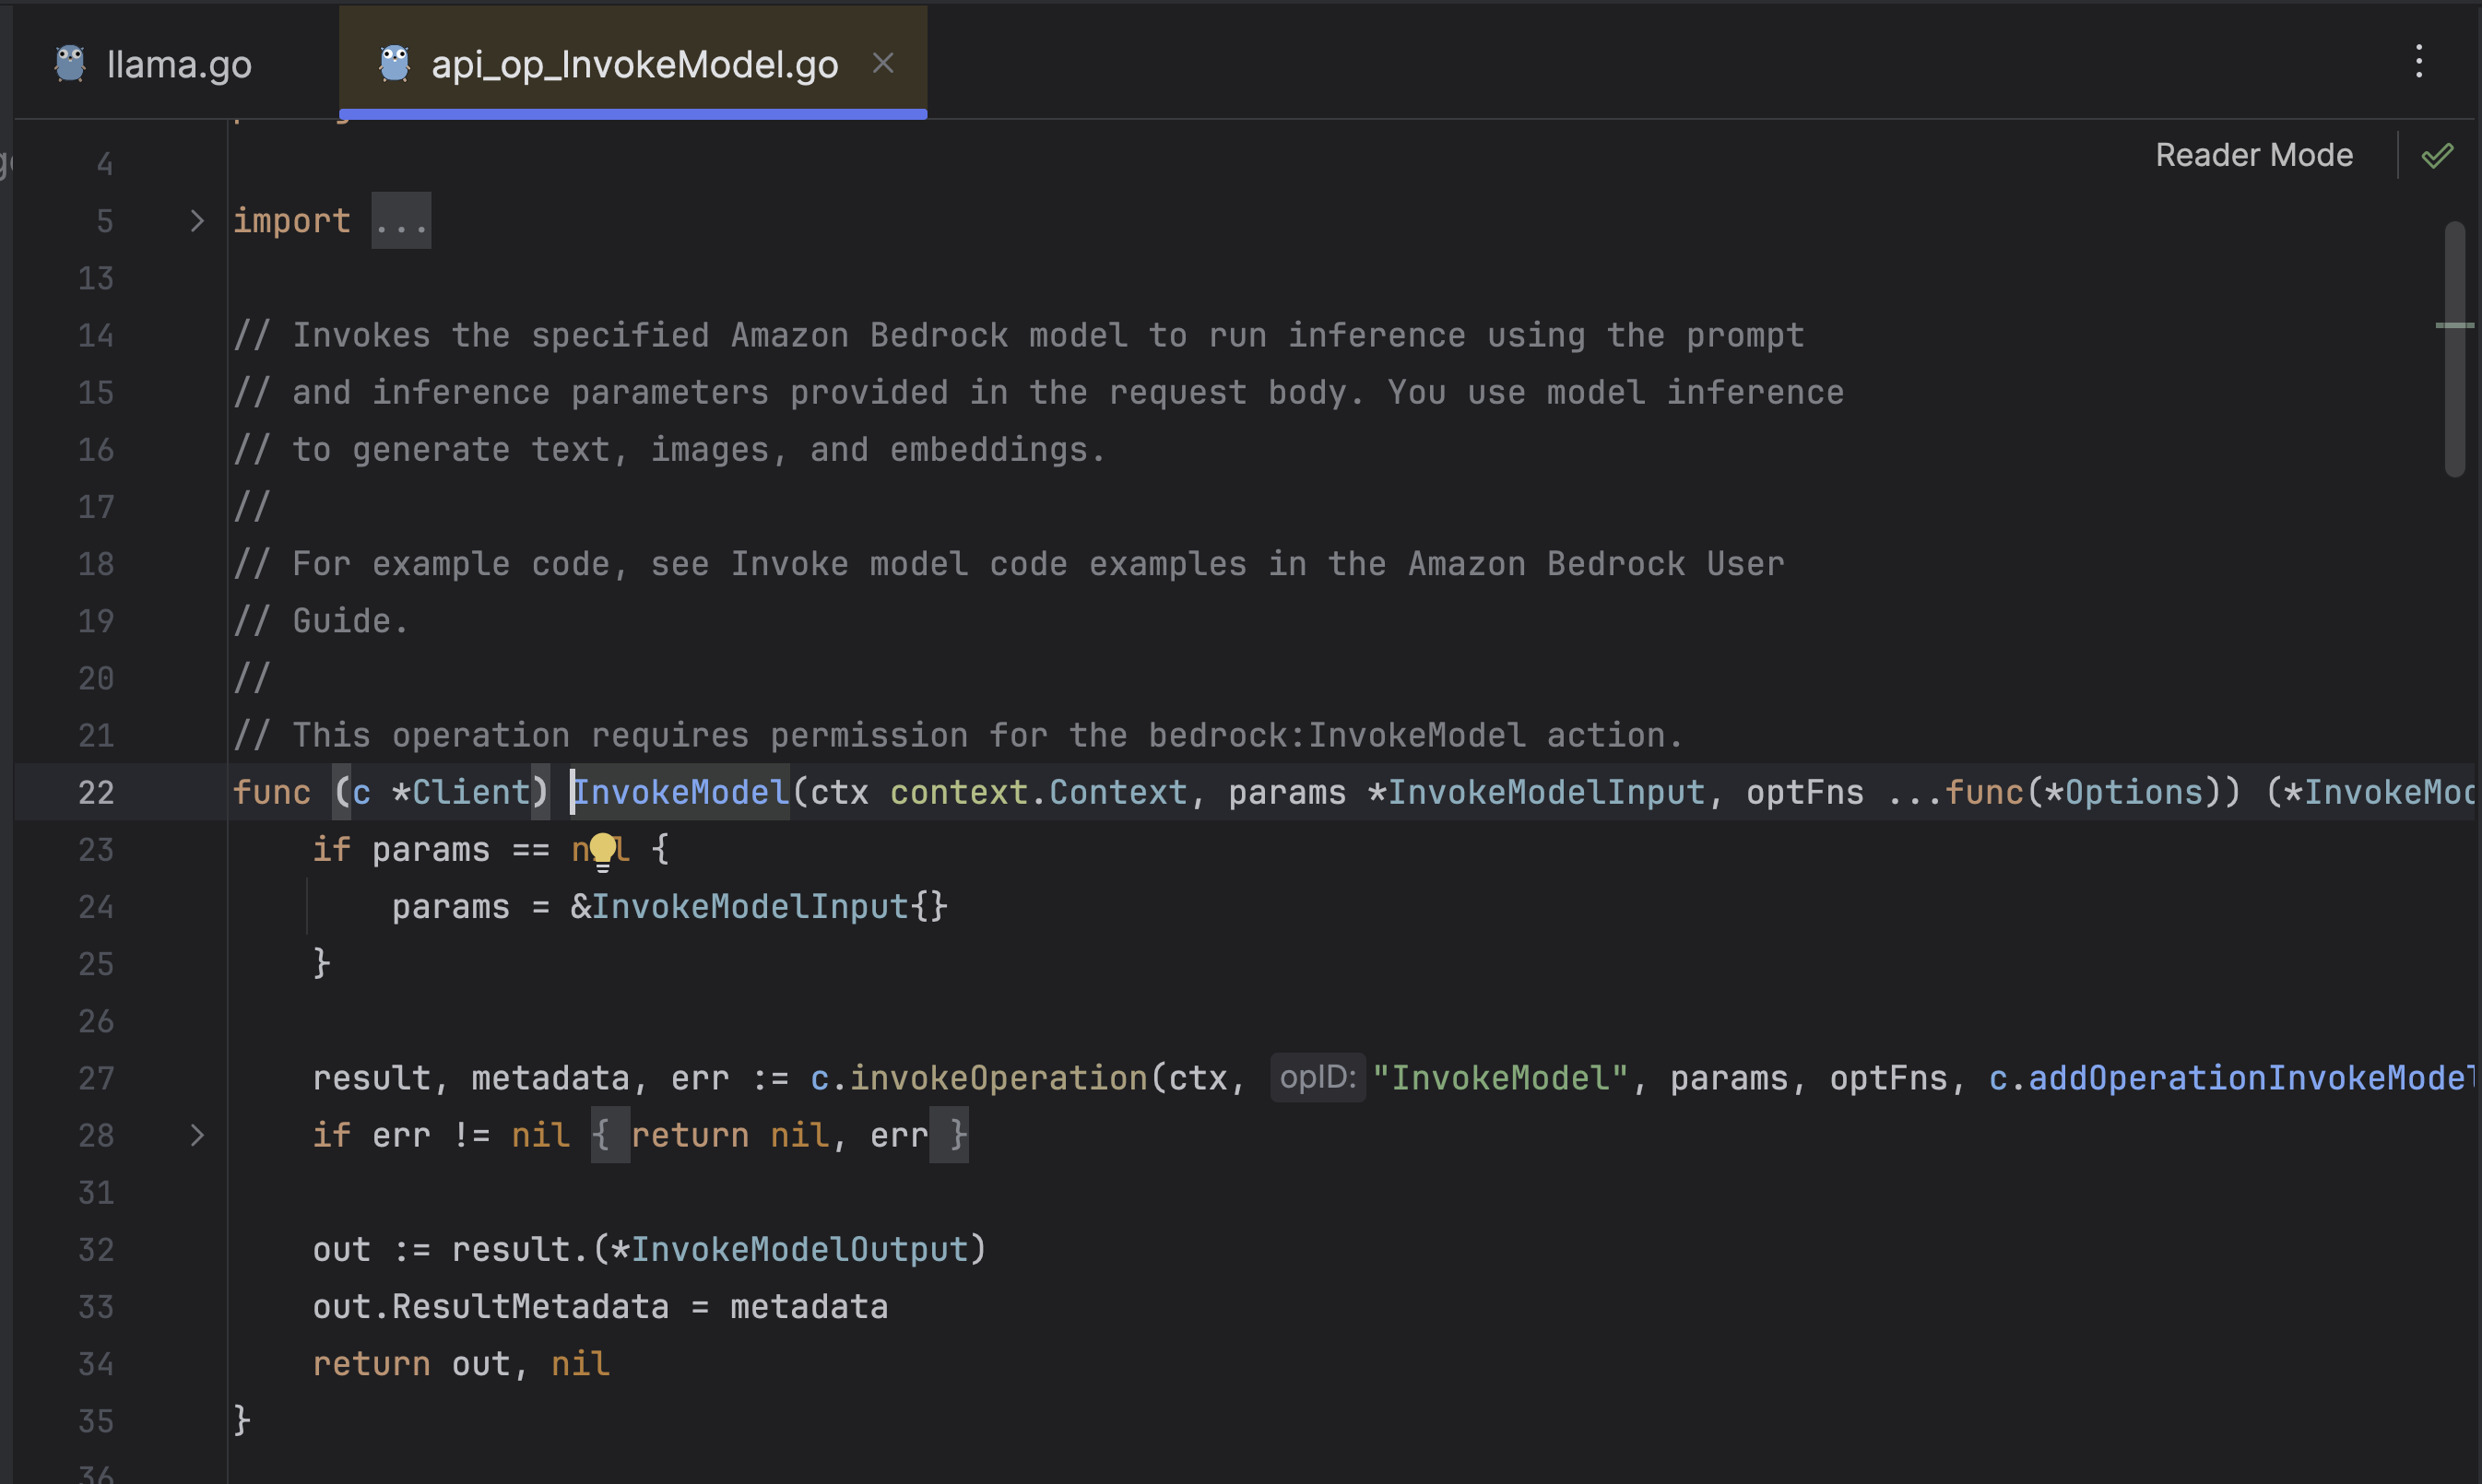 llama.go
api_op_InvokeModel.go
Reader Mode
4
5 import ...
13
14 // Invokes the specified Amazon Bedrock model to run inference using the prompt
15 // and inference parameters provided in the request body. You use model inference
16 // to generate text, images, and embeddings.
17 //
18 // For example code, see Invoke model code examples in the Amazon Bedrock User
19 // Guide.
20 //
21 // This operation requires permission for the bedrock:InvokeModel action.
22 func (c *Client) InvokeModel(ctx context.Context, params *InvokeModelInput, optFns ...func(*Options)) (*InvokeMod
23 if params == nil {
24 params = &InvokeModelInput{}
25 }
26
27 result, metadata, err := c.invokeOperation(ctx, opID: "InvokeModel", params, optFns, c.addOperationInvokeModel
28 if err != nil { return nil, err }
31
32 out := result.(*InvokeModelOutput)
33 out.ResultMetadata = metadata
34 return out, nil
35 }
36